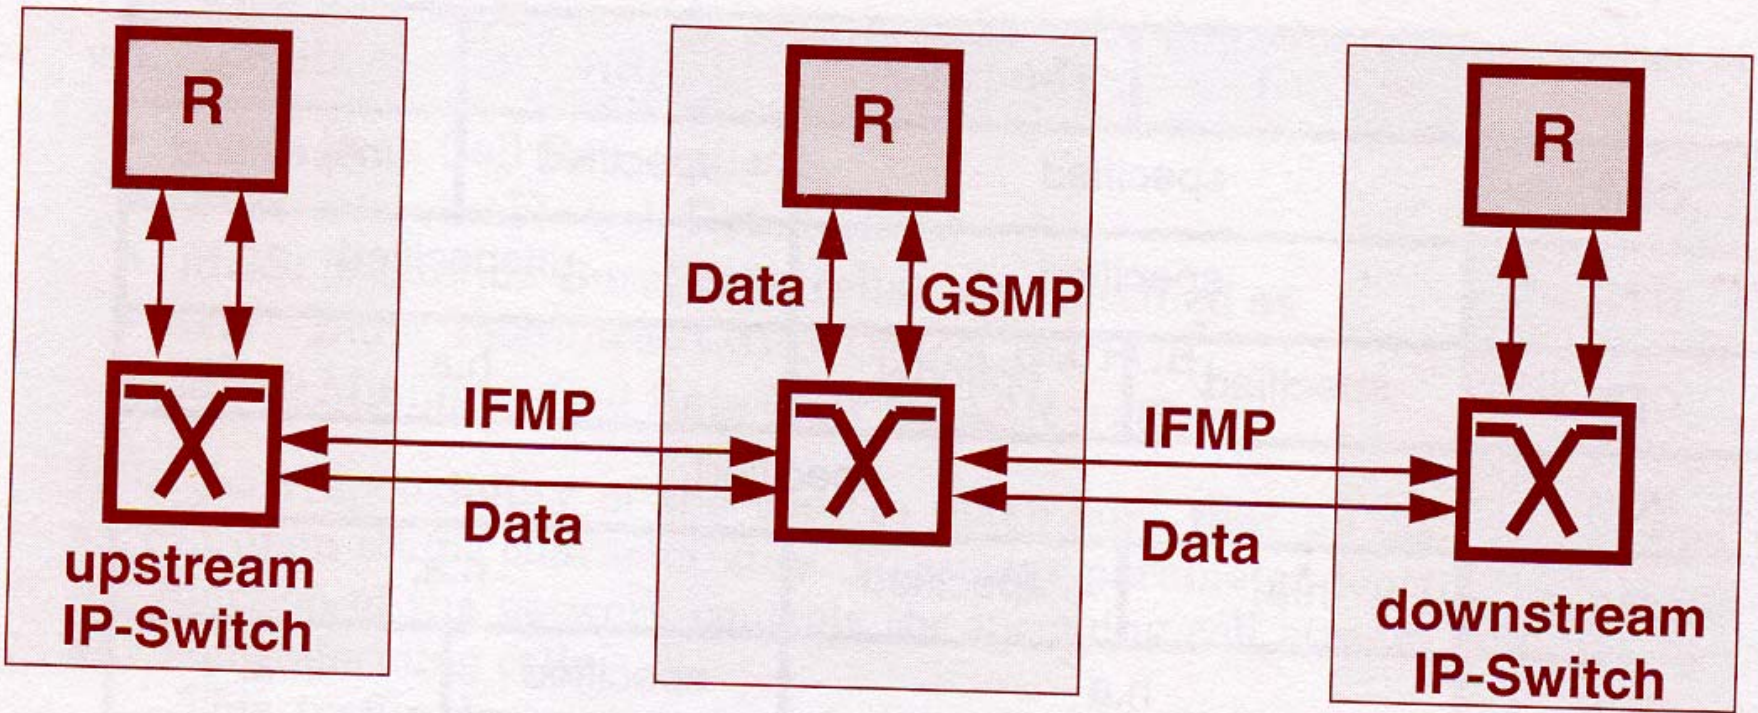 R
R
R
Data
GSMP
IFMP
IFMP
Data
Data
upstream
IP-Switch
downstream
IP-Switch